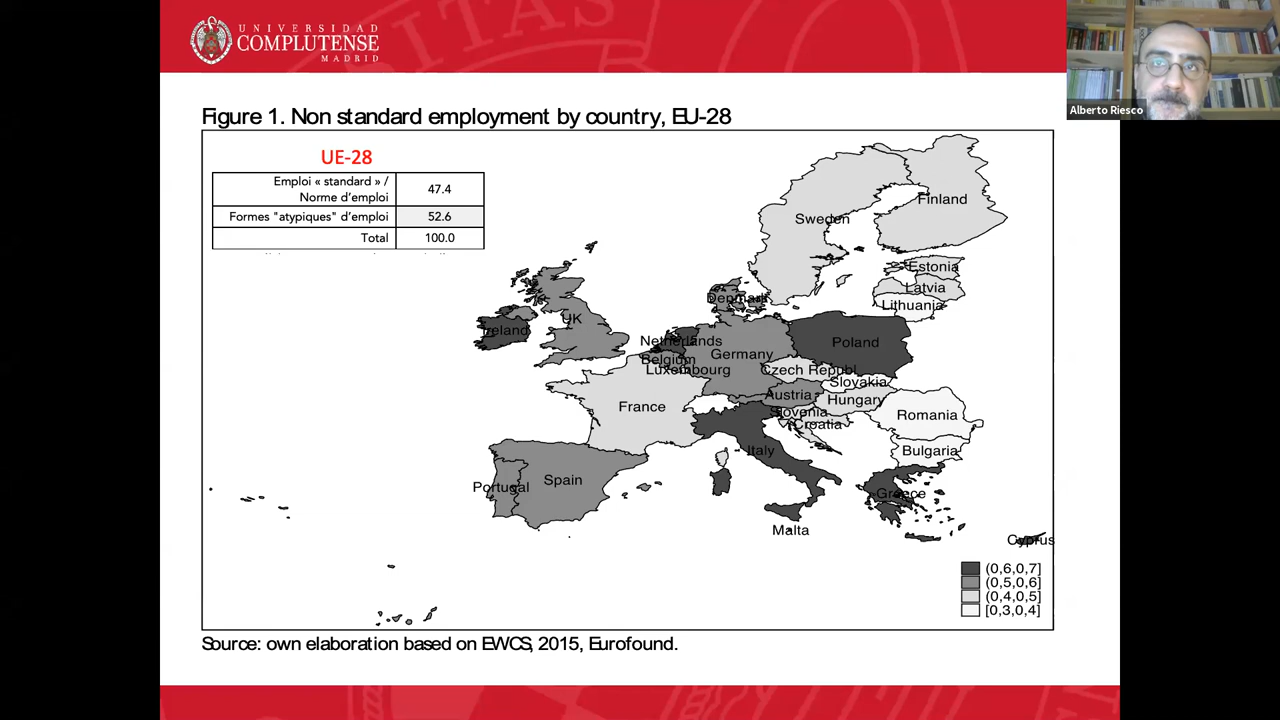 UNIVERSIDAD
COMPLUTENSE
MADRID
Alberto Riesco
Figure 1. Non standard employment by country, EU-28
UE-28
Emploi « standard » /
Norme d'emploi
47.4
Formes "atypiques" d'emploi
52.6
Total
100.0
Finland
Sweden
Estonia
Latvia
Lithuania
Denmark
UK
Ireland
Netherlands
Poland
Germany
Belgium
Luxembourg
Czech Republ
Slovakia
Austria
Hungary
France
Slovenia
Croatia
Romania
Italy
Bulgaria
Spain
Portugal
Greece
Malta
Cyprus
(0,6,0,7]
(0,5,0,6]
(0,4,0,5]
[0,3,0,4]
Source: own elaboration based on EWCS, 2015, Eurofound.